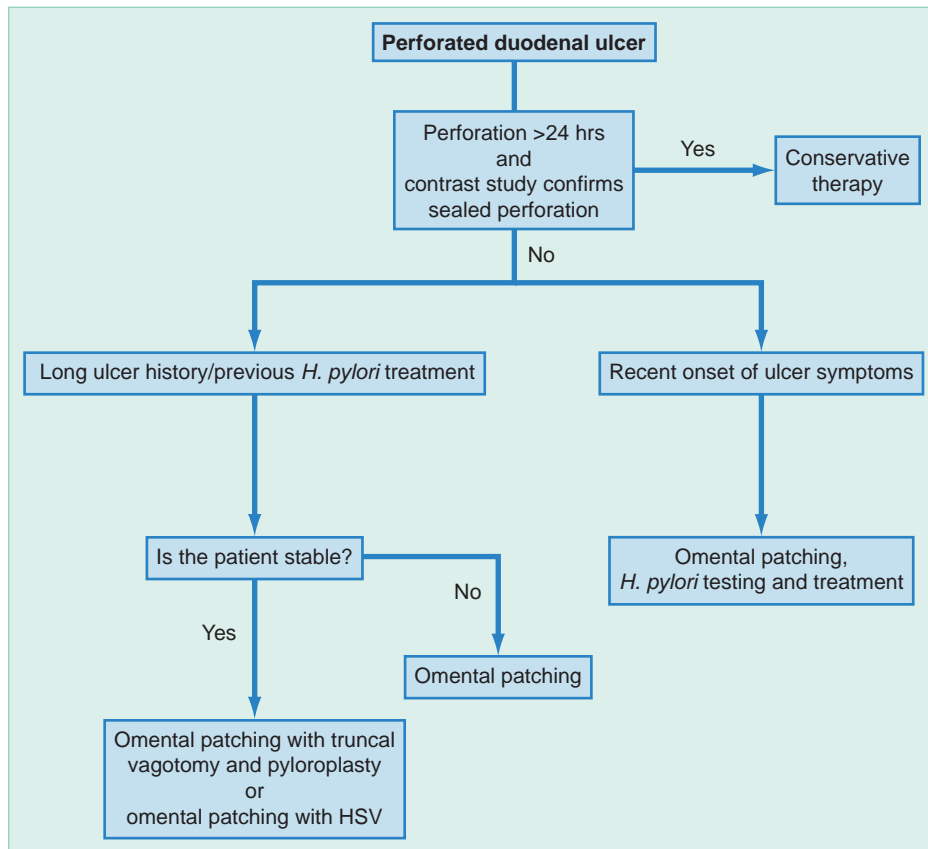 Perforated duodenal ulcer
Perforation >24 hrs
and
contrast study confirms
sealed perforation
Yes
Conservative
therapy
No
Long ulcer history/previous H. pylori treatment
Recent onset of ulcer symptoms
Is the patient stable?
No
Yes
Omental patching,
H. pylori testing and treatment
Omental patching
Omental patching with truncal
vagotomy and pyloroplasty
or
omental patching with HSV